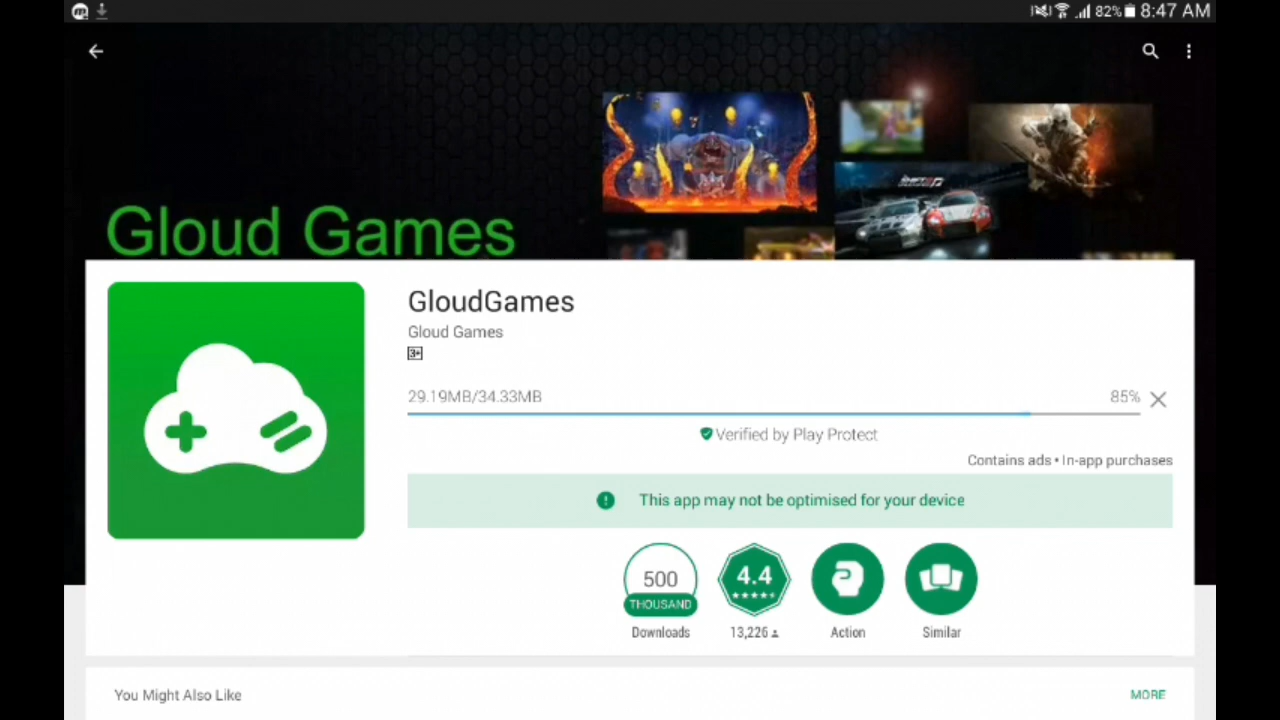 82% 8:47 AM
Gloud Games
GloudGames
Gloud Games
3+
29.19MB/34.33MB 85%
Verified by Play Protect
Contains ads • In-app purchases
This app may not be optimised for your device
500 THOUSAND
Downloads
4.4
13,226
Action
Similar
You Might Also Like MORE